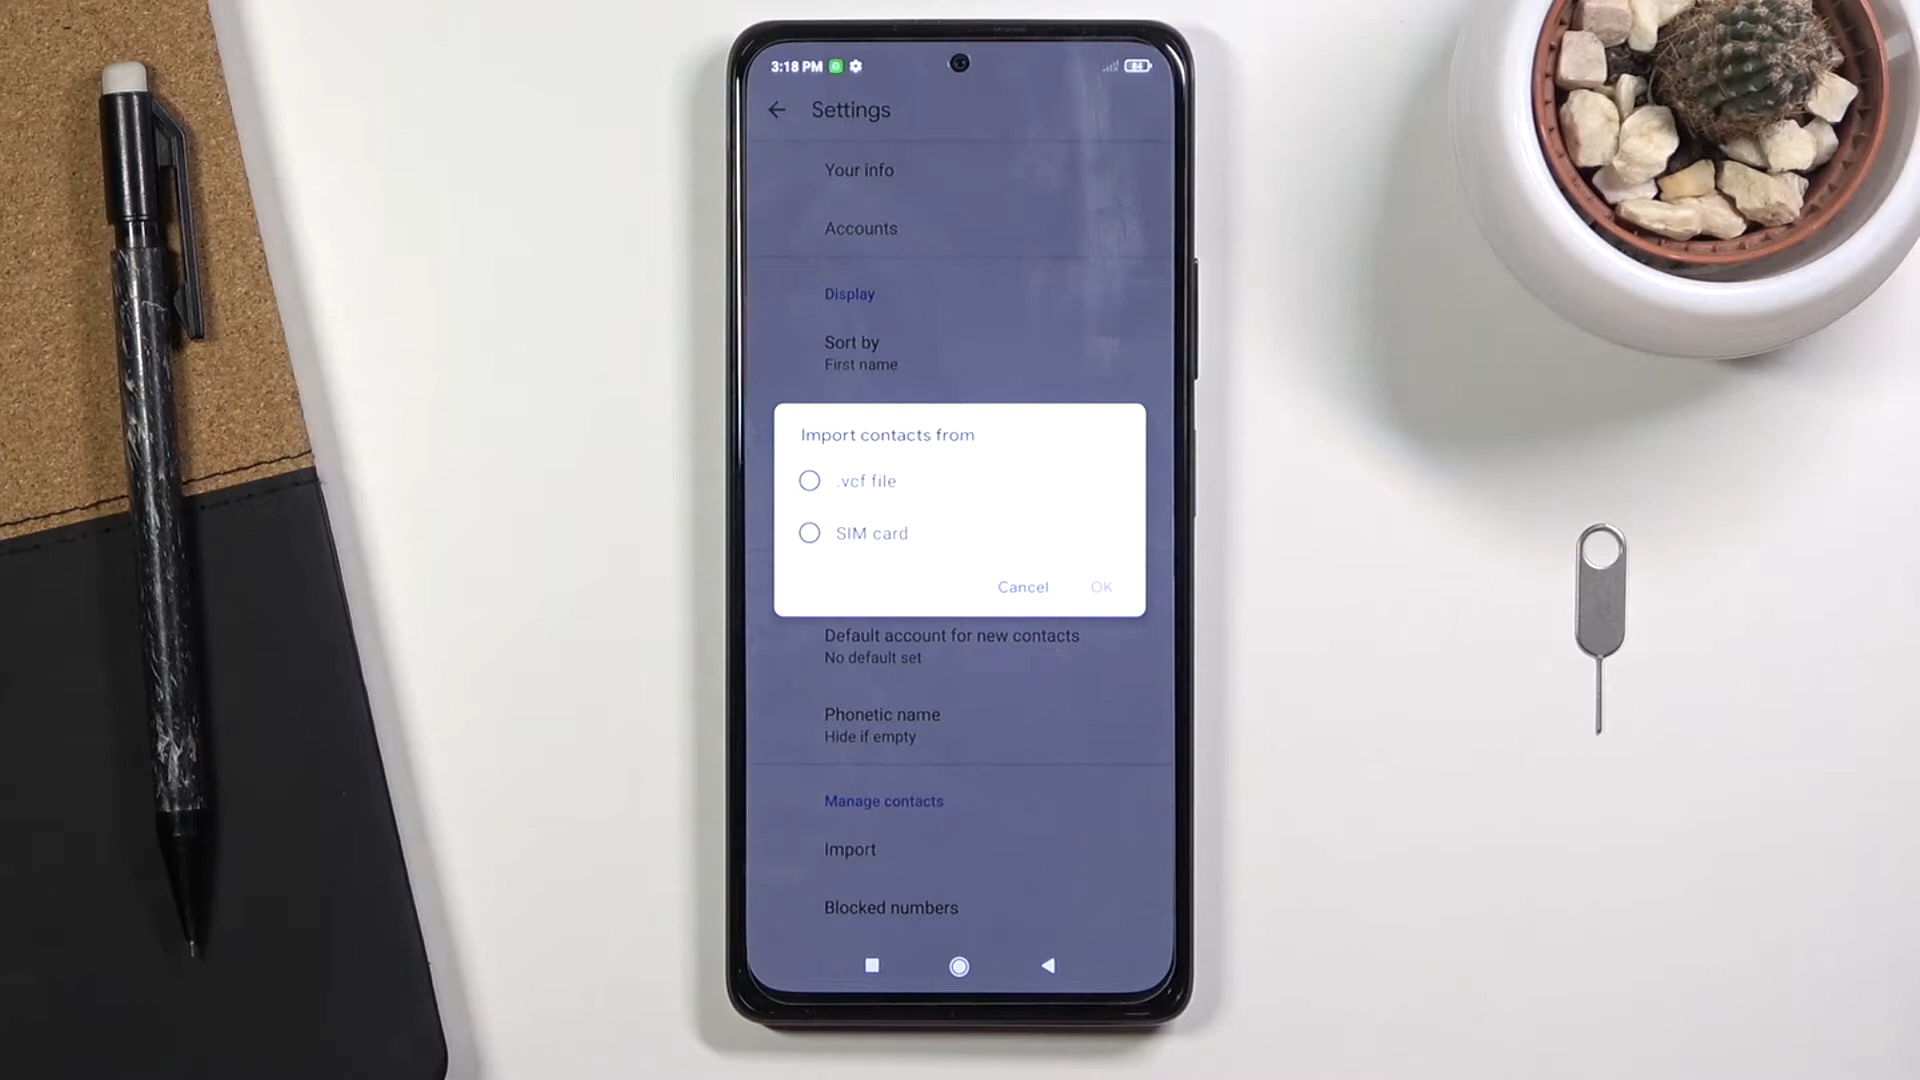 3:18 PM
84
Settings
Your info
Accounts
Display
Sort by
First name
Import contacts from
.vcf file
SIM card
Cancel
OK
Default account for new contacts
No default set
Phonetic name
Hide if empty
Manage contacts
Import
Blocked numbers